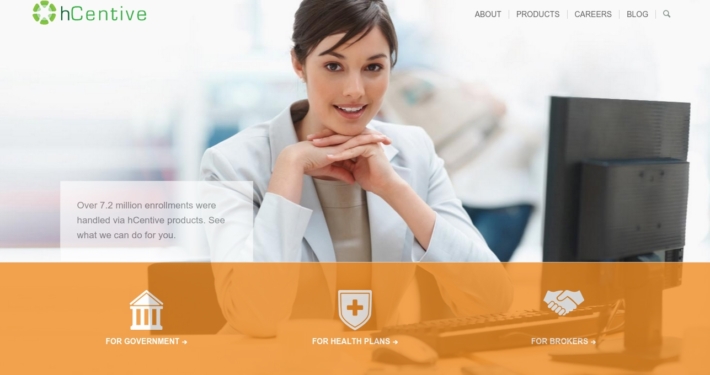 hCentive
ABOUT
PRODUCTS
CAREERS
BLOG
Over 7.2 million enrollments were
handled via hCentive products. See
what we can do for you.
FOR GOVERNMENT
FOR HEALTH PLANS
FOR BROKERS